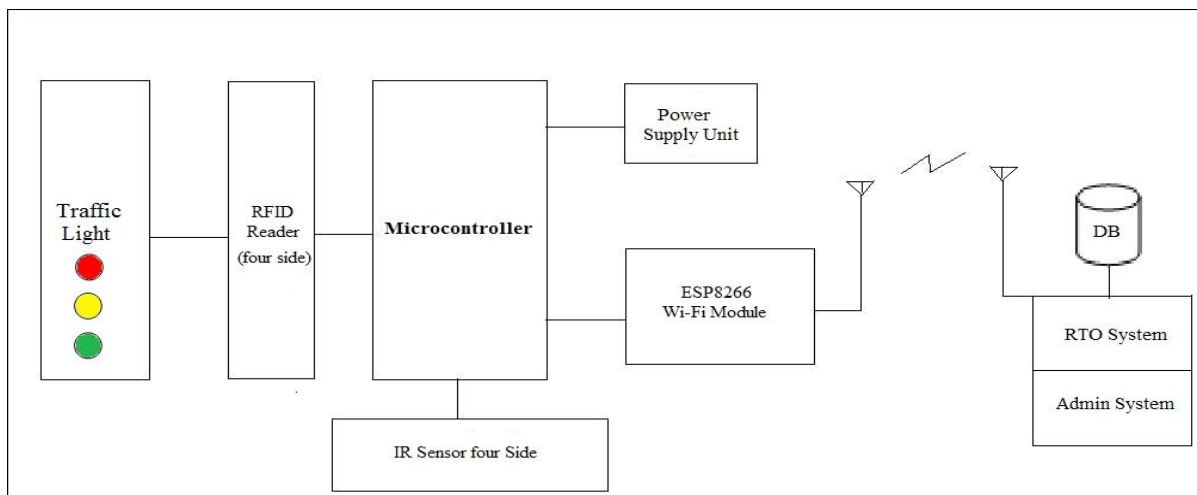 Traffic
Light
RFID
Reader
(four side)
Microcontroller
Power
Supply Unit
ESP8266
Wi-Fi Module
IR Sensor four Side
DB
RTO System
Admin System